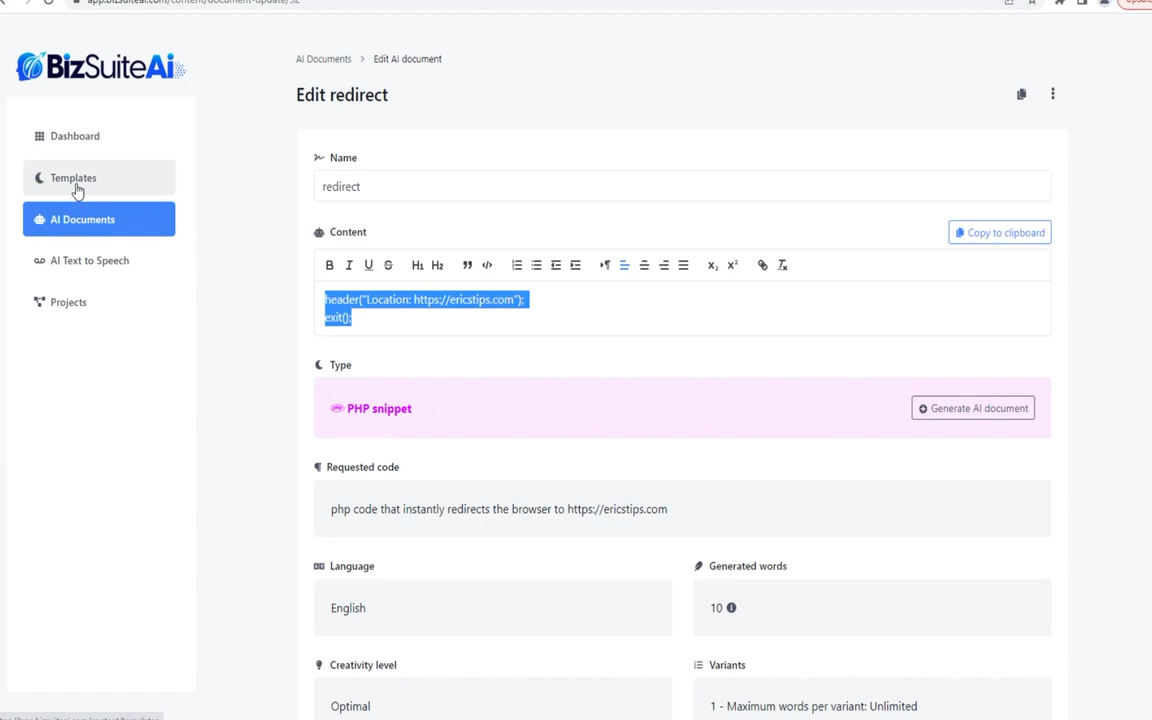 app.bizsuiteai.com/content/document-update/52
BizSuiteAi
AI Documents > Edit AI document
Edit redirect
Dashboard
Templates
AI Documents
AI Text to Speech
Projects
Name
redirect
Content
Copy to clipboard
B I U S H1 H2 X2 X2
header("Location: https://ericstips.com");
exit();
Type
PHP snippet
Generate AI document
Requested code
php code that instantly redirects the browser to https://ericstips.com
Language
Generated words
English
10
Creativity level
Variants
Optimal
1 - Maximum words per variant: Unlimited